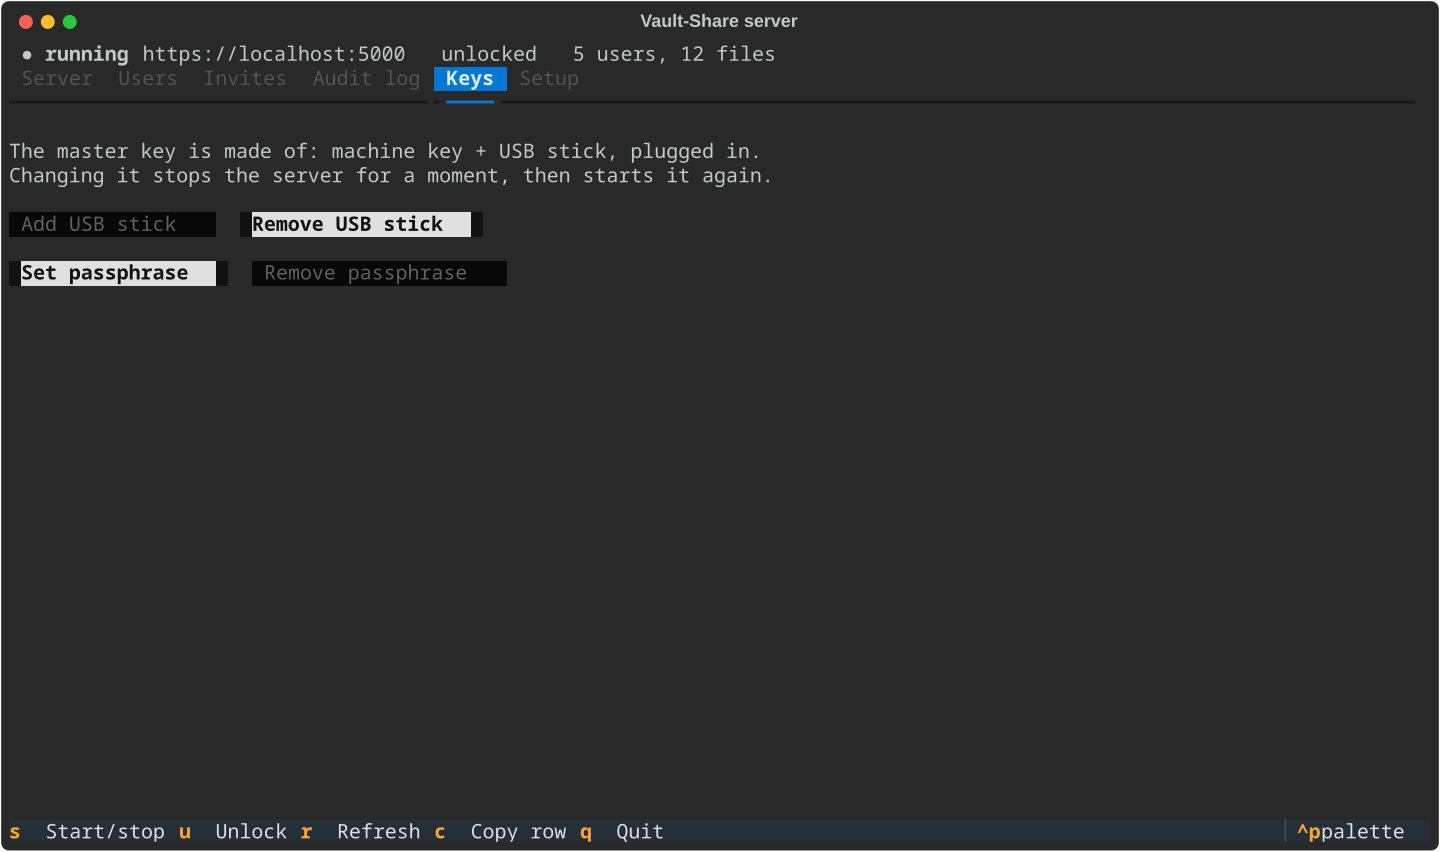 Vault-Share server
● running https://localhost:5000 unlocked 5 users, 12 files
Server Users Invites Audit log Keys Setup
The master key is made of: machine key + USB stick, plugged in.
Changing it stops the server for a moment, then starts it again.
Add USB stick Remove USB stick
Set passphrase Remove passphrase
s Start/stop u Unlock r Refresh c Copy row q Quit ^p palette